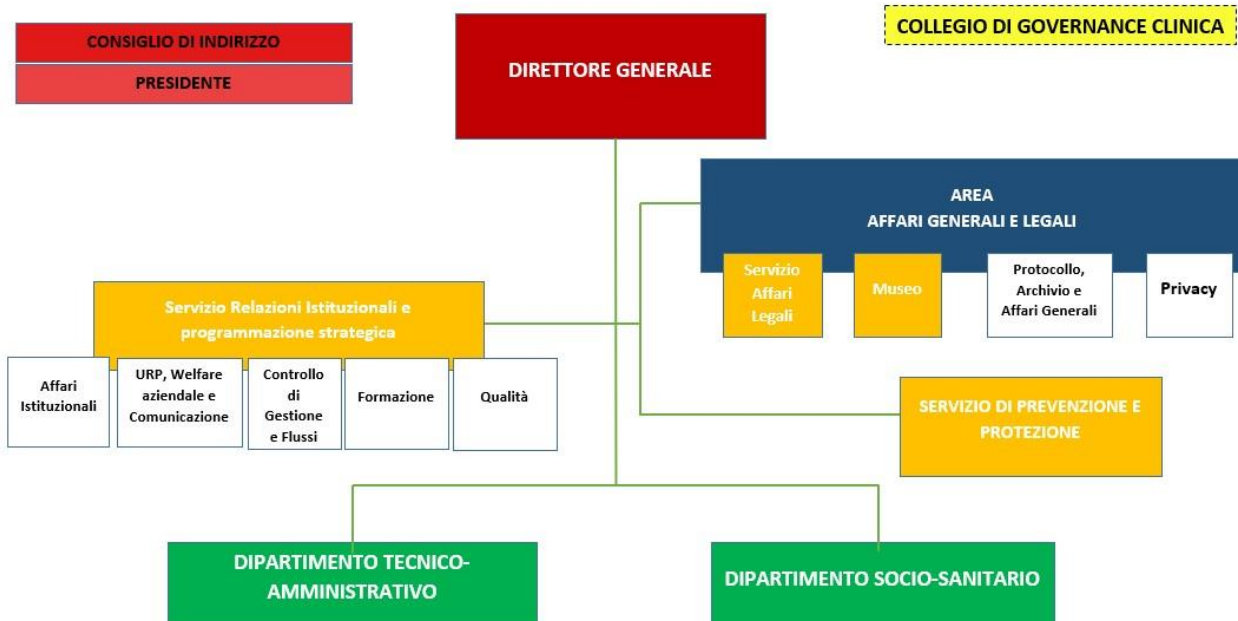 CONSIGLIO DI INDIRIZZO
PRESIDENTE
DIRETTORE GENERALE
COLLEGIO DI GOVERNANCE CLINICA
AREA
AFFARI GENERALI E LEGALI
Servizio
Affari
Legali
Museo
Protocollo,
Archivio e
Affari Generali
Privacy
Servizio Relazioni Istituzionali e
programmazione strategica
Affari
Istituzionali
URP, Welfare
aziendale e
Comunicazione
Controllo
di
Gestione
e Flussi
Formazione
Qualità
SERVIZIO DI PREVENZIONE E
PROTEZIONE
DIPARTIMENTO TECNICO-
AMMINISTRATIVO
DIPARTIMENTO SOCIO-SANITARIO